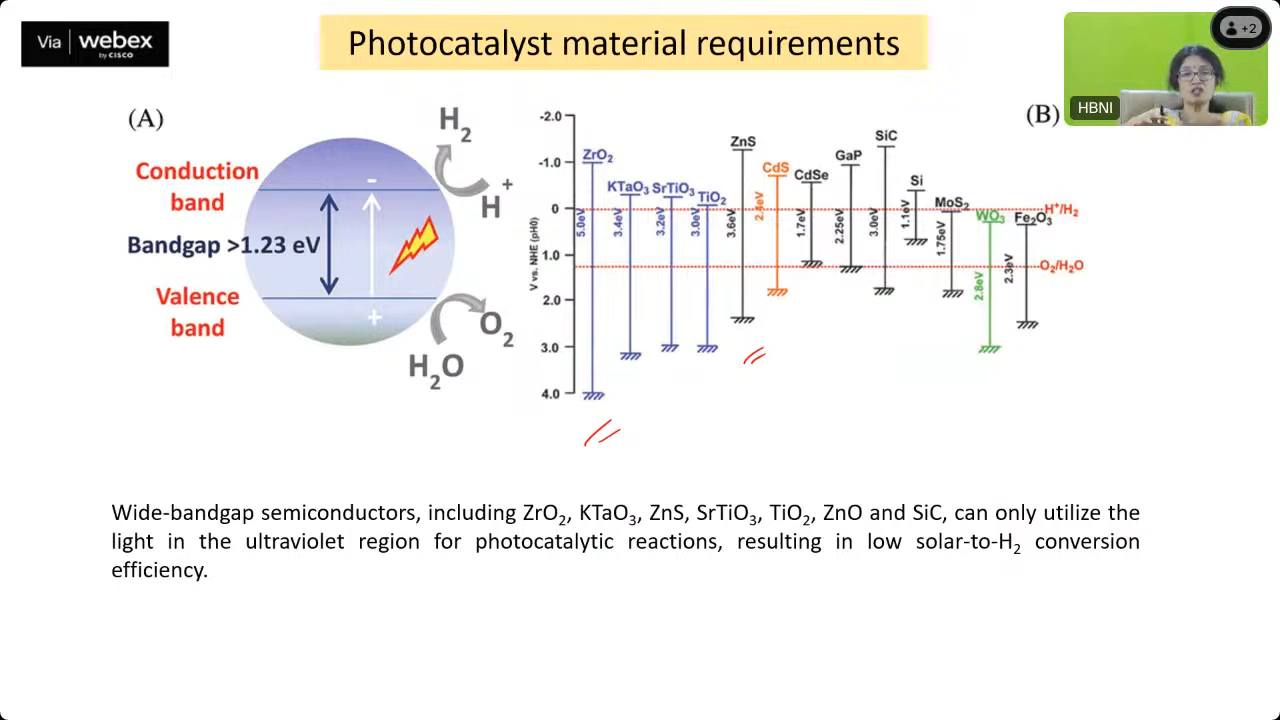 Via | webex
by CISCO
Photocatalyst material requirements
+2
HBNI
(A)
H₂
H⁺
Conduction
band
-
Bandgap >1.23 eV
Valence
band
+
O₂
H₂O
(B)
V vs. NHE (pH0)
-2.0
-1.0
0
1.0
2.0
3.0
4.0
ZrO₂
5.0eV
KTaO₃
3.4eV
SrTiO₃
3.2eV
TiO₂
3.0eV
ZnS
3.6eV
CdS
2.4eV
CdSe
1.7eV
GaP
2.25eV
SiC
3.0eV
Si
1.1eV
MoS₂
1.75eV
WO₃
2.8eV
Fe₂O₃
2.3eV
H⁺/H₂
O₂/H₂O
Wide-bandgap semiconductors, including ZrO₂, KTaO₃, ZnS, SrTiO₃, TiO₂, ZnO and SiC, can only utilize the
light in the ultraviolet region for photocatalytic reactions, resulting in low solar-to-H₂ conversion
efficiency.